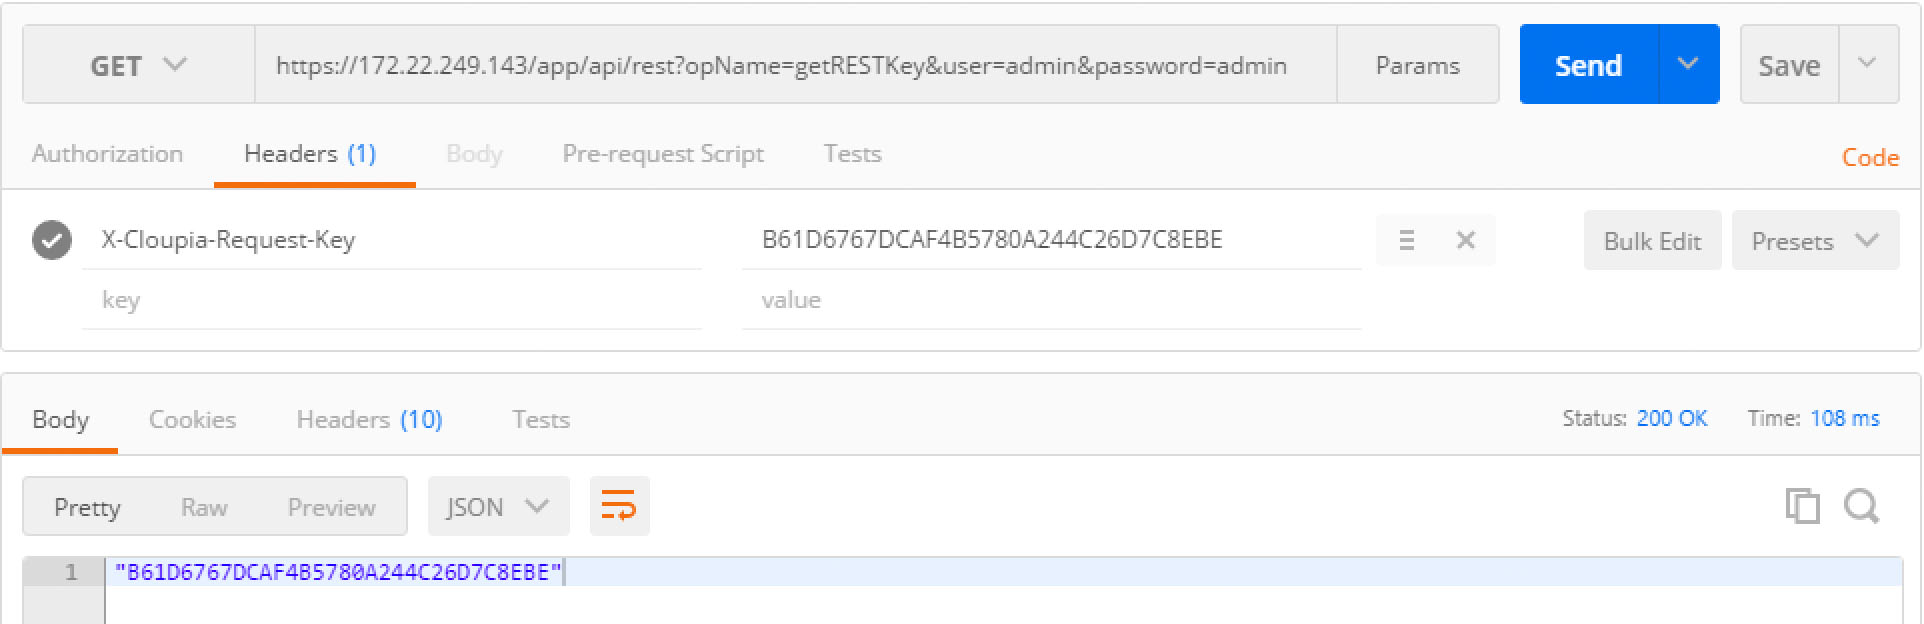 GET https://172.22.249.143/app/api/rest?opName=getRESTKey&user=admin&password=admin Params Send Save
Authorization Headers (1) Body Pre-request Script Tests Code
X-Cloupia-Request-Key B61D6767DCAF4B5780A244C26D7C8EBE Bulk Edit Presets
key value
Body Cookies Headers (10) Tests Status: 200 OK Time: 108 ms
Pretty Raw Preview JSON
1 "B61D6767DCAF4B5780A244C26D7C8EBE"